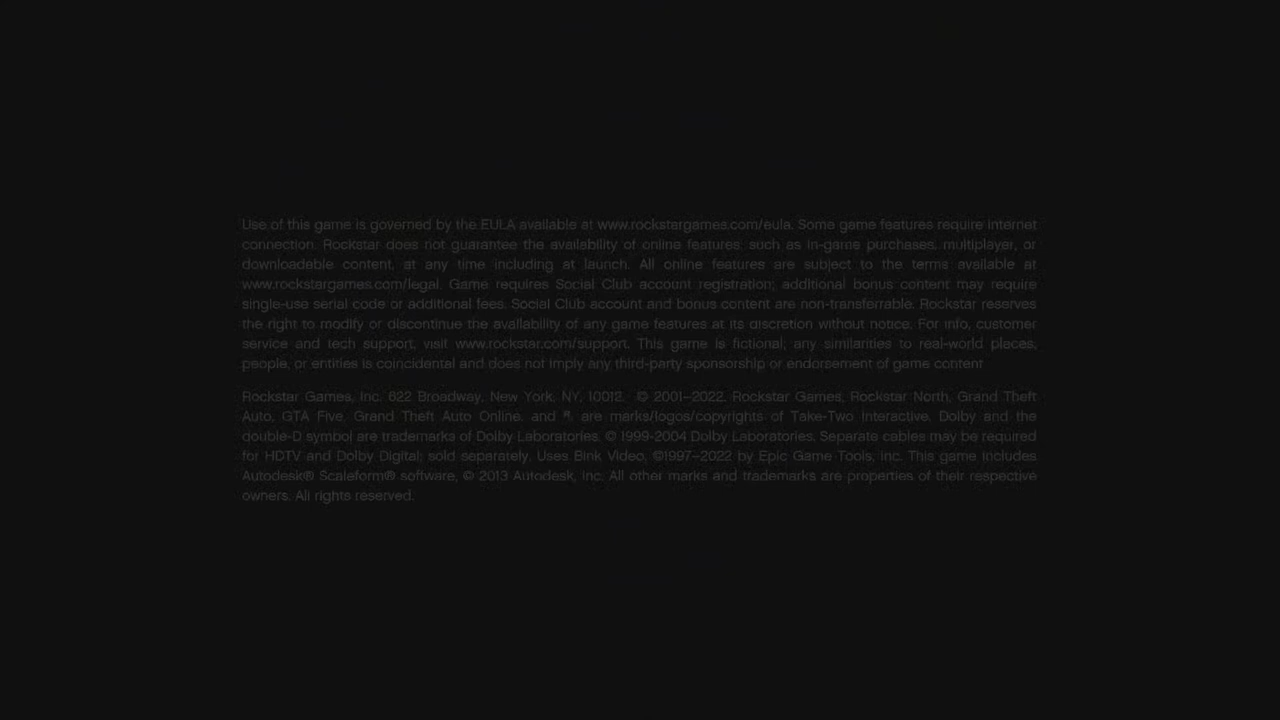 Use of this game is governed by the EULA available at www.rockstargames.com/eula. Some game features require internet
connection. Rockstar does not guarantee the availability of online features, such as in-game purchases, multiplayer, or
downloadable content, at any time including at launch. All online features are subject to the terms available at
www.rockstargames.com/legal. Game requires Social Club account registration; additional bonus content may require
single-use serial code or additional fees. Social Club account and bonus content are non-transferrable. Rockstar reserves
the right to modify or discontinue the availability of any game features at its discretion without notice. For info, customer
service and tech support, visit www.rockstar.com/support. This game is fictional; any similarities to real-world places,
people, or entities is coincidental and does not imply any third-party sponsorship or endorsement of game content
Rockstar Games, Inc. 622 Broadway, New York, NY, 10012. © 2001–2022. Rockstar Games, Rockstar North, Grand Theft
Auto, GTA Five, Grand Theft Auto Online, and are marks/logos/copyrights of Take-Two Interactive. Dolby and the
double-D symbol are trademarks of Dolby Laboratories. © 1999-2004 Dolby Laboratories. Separate cables may be required
for HDTV and Dolby Digital; sold separately. Uses Bink Video. ©1997–2022 by Epic Game Tools, Inc. This game includes
Autodesk® Scaleform® software, © 2013 Autodesk, Inc. All other marks and trademarks are properties of their respective
owners. All rights reserved.